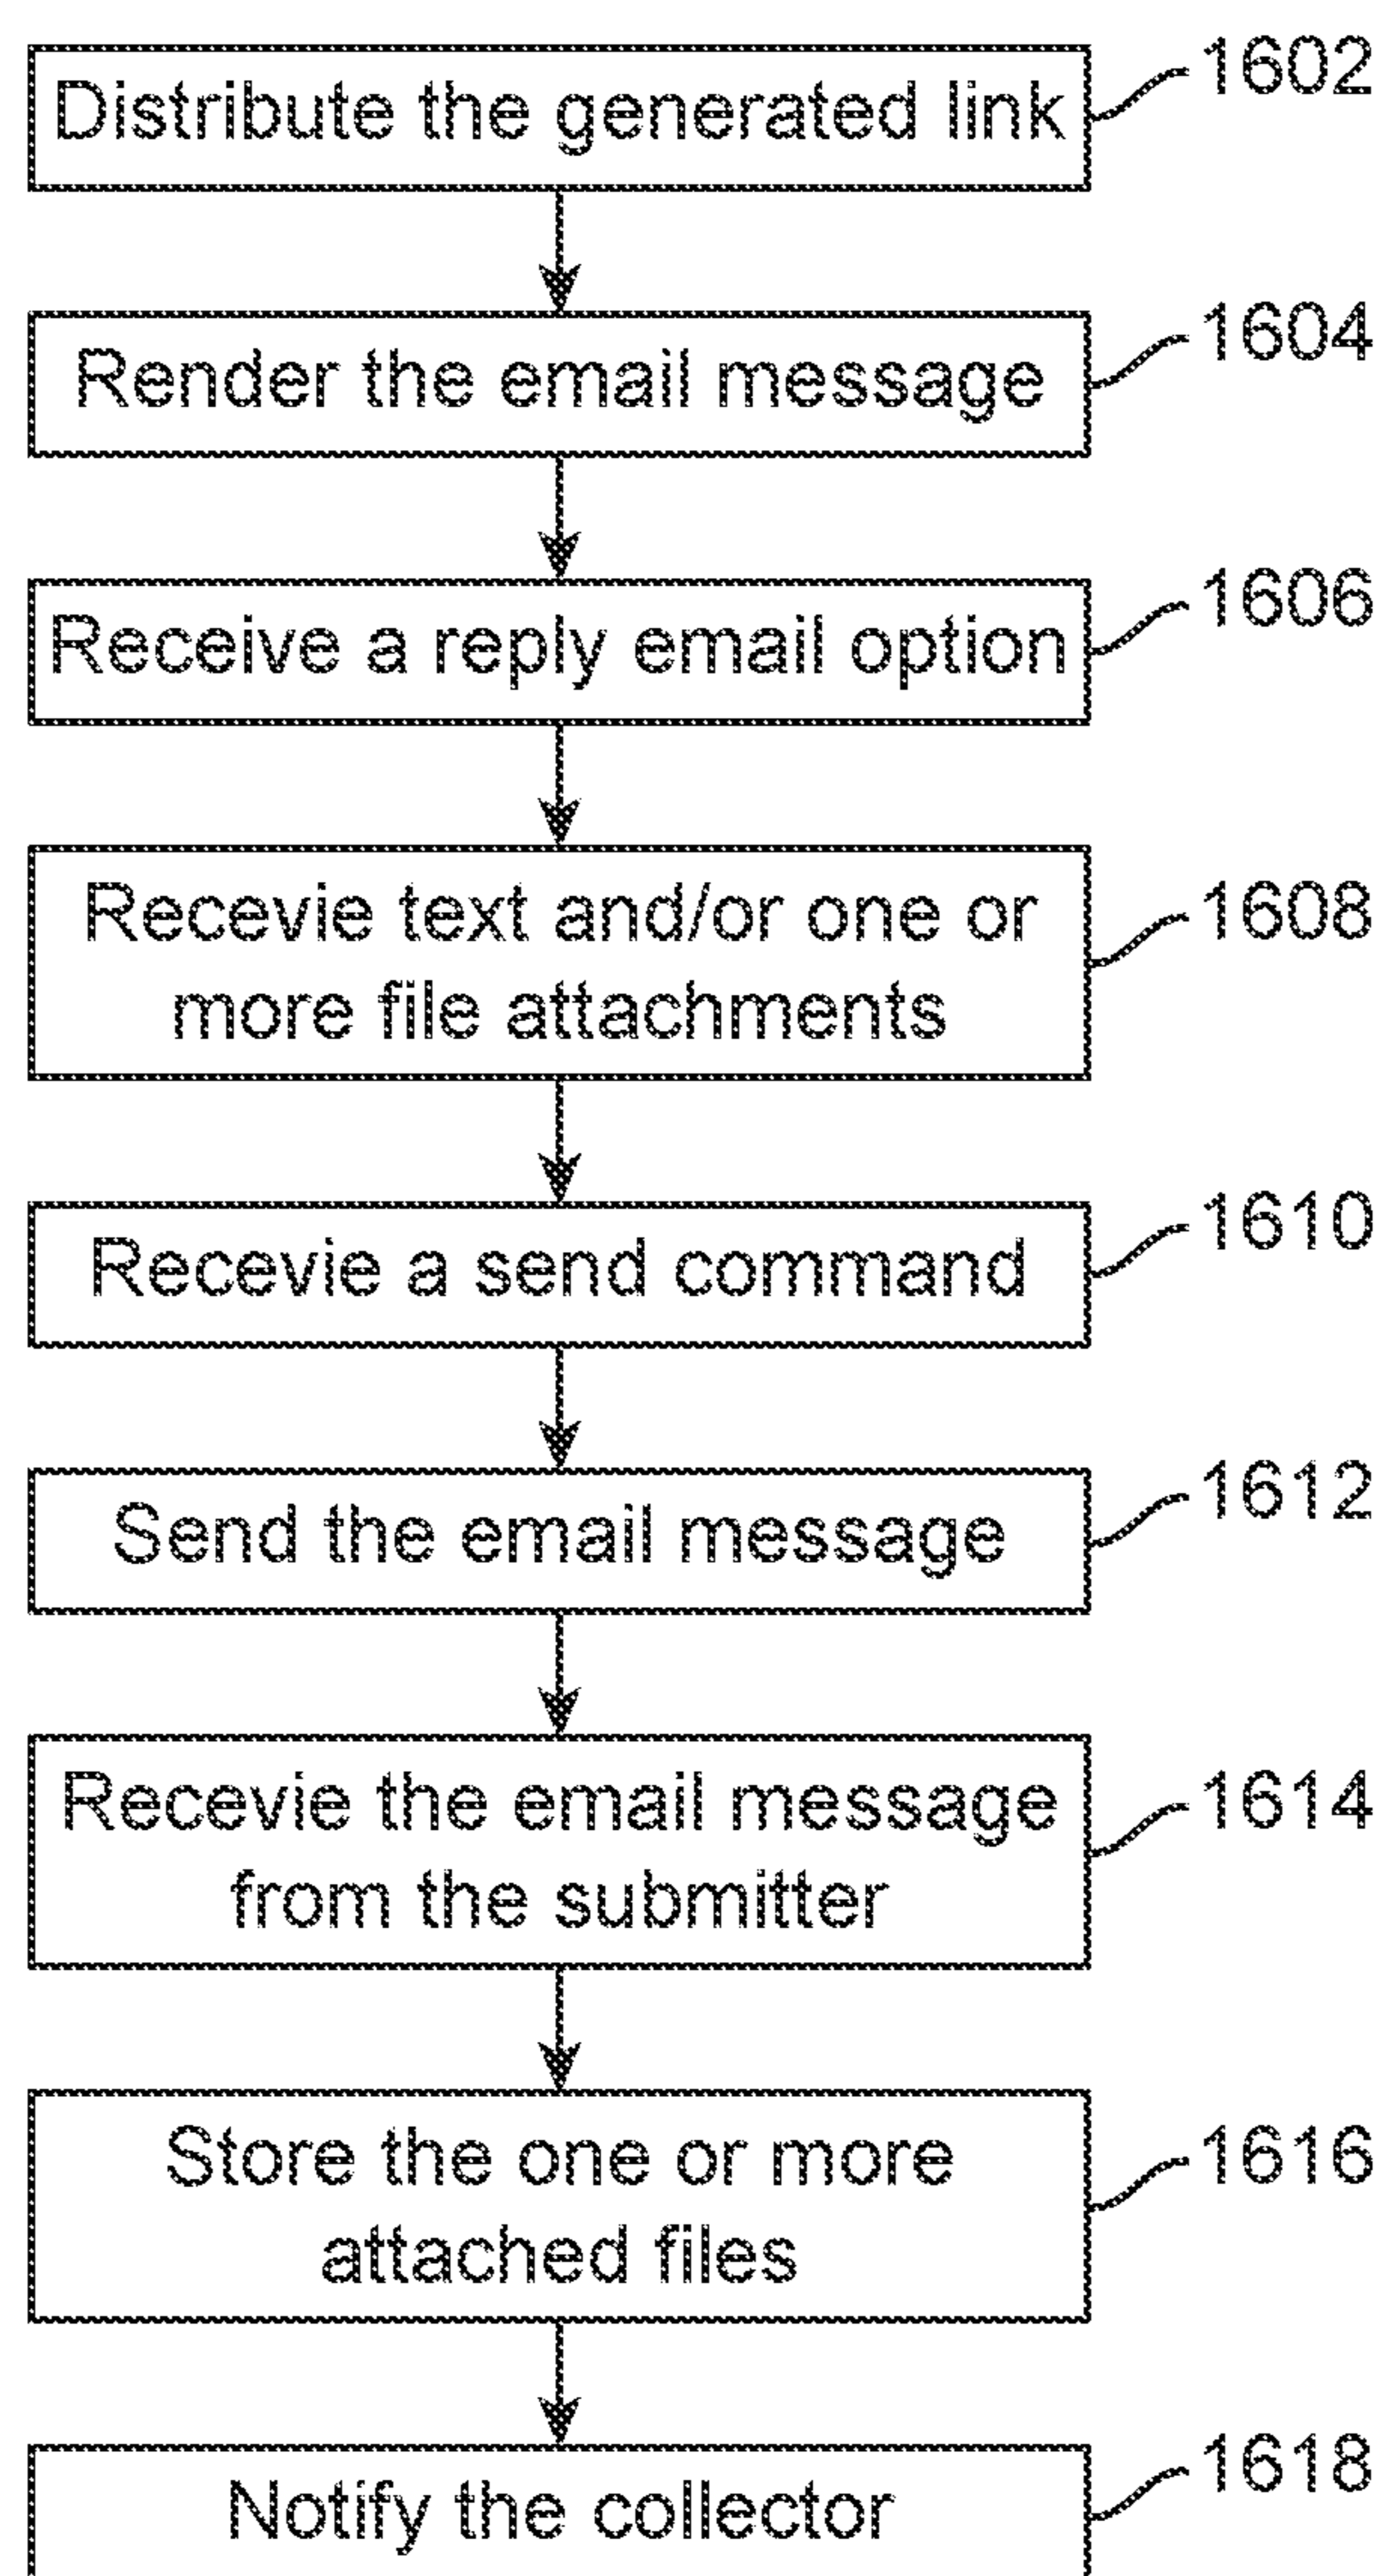 Distribute the generated link
1602
Render the email message
1604
Receive a reply email option
1606
Recevie text and/or one or
more file attachments
1608
Recevie a send command
1610
Send the email message
1612
Recevie the email message
from the submitter
1614
Store the one or more
attached files
1616
Notify the collector
1618